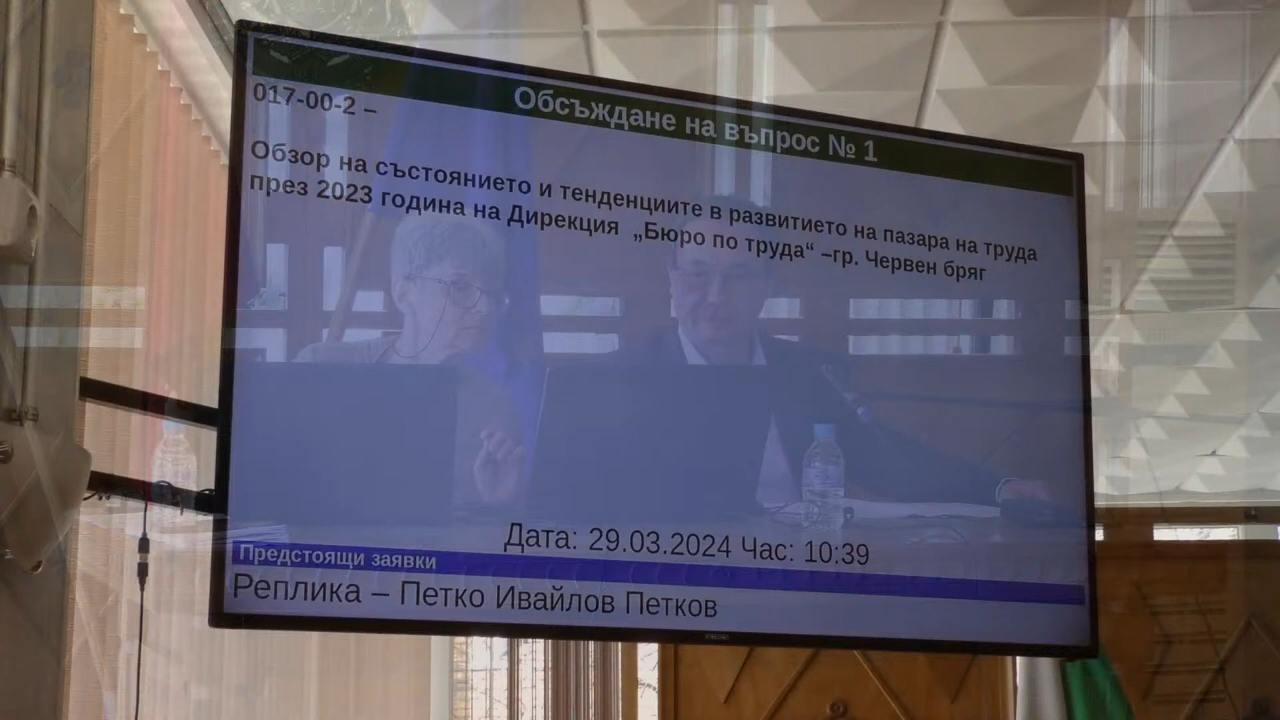 Обсъждане на въпрос № 1
017-00-2 –
Обзор на състоянието и тенденциите в развитието на пазара на труда
през 2023 година на Дирекция „Бюро по труда“ –гр. Червен бряг
Дата: 29.03.2024 Час: 10:39
Предстоящи заявки
Реплика – Петко Ивайлов Петков